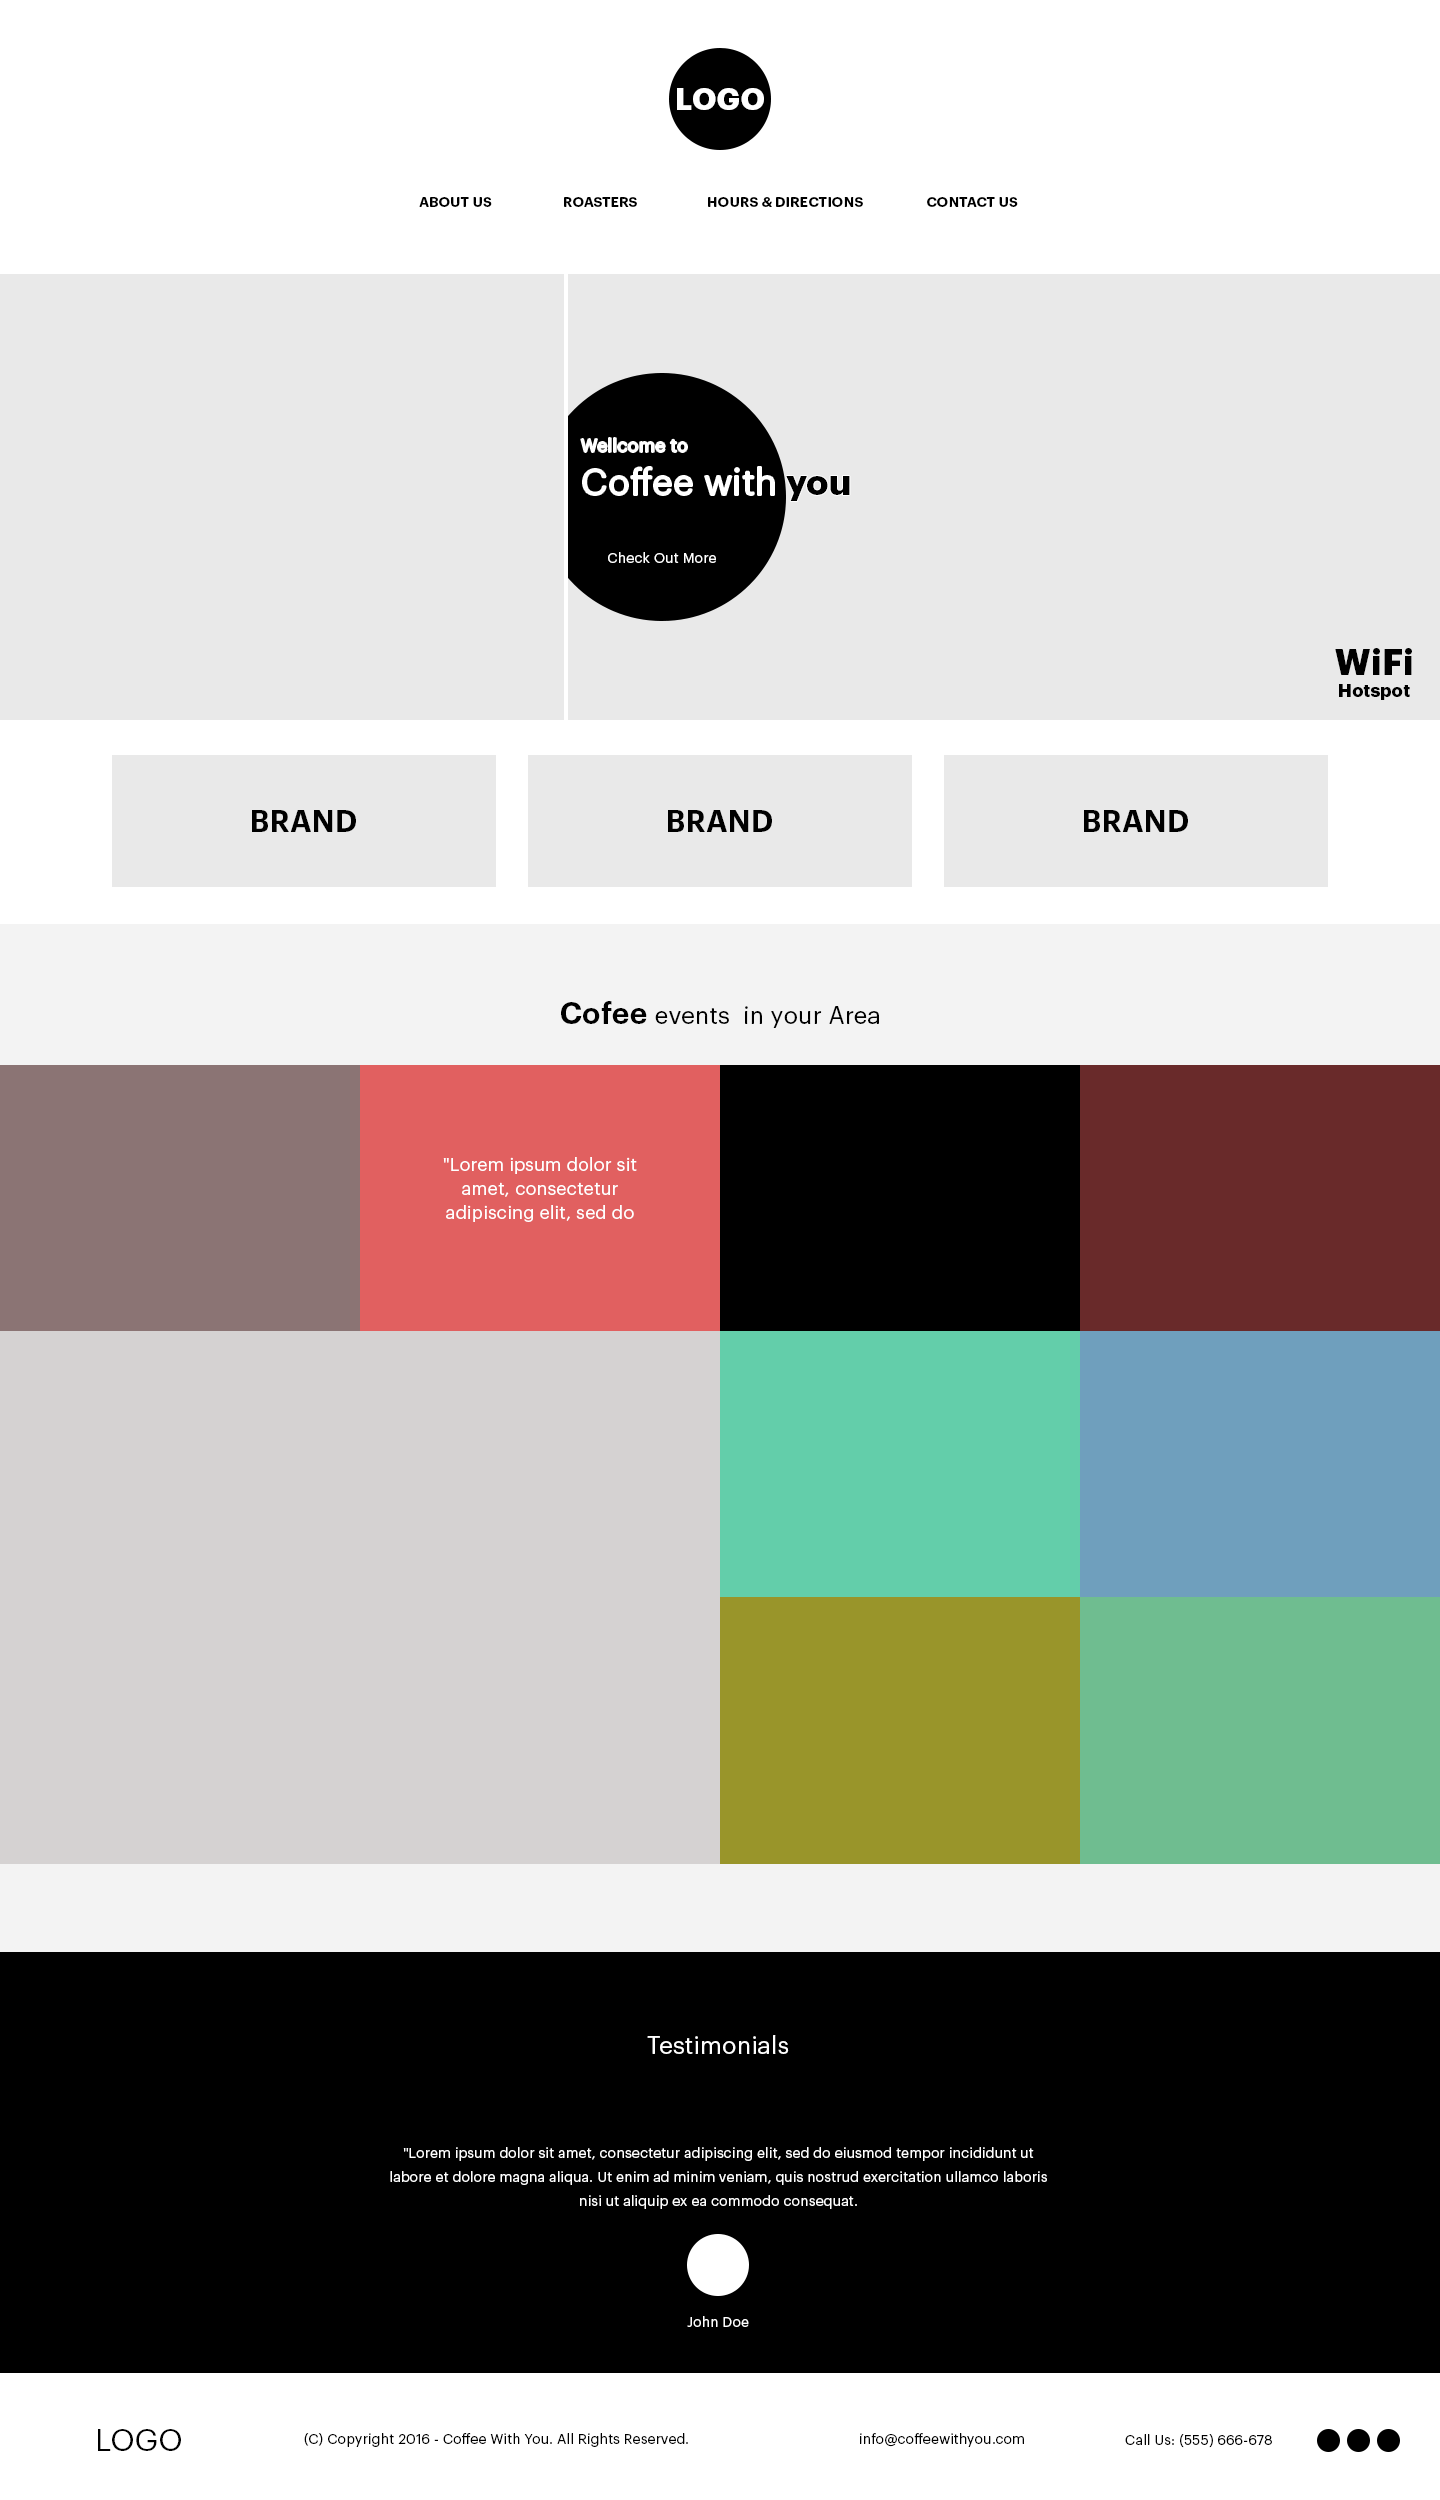 LOGO
ABOUT US
ROASTERS
HOURS & DIRECTIONS
CONTACT US
Wellcome to
Coffee with you
Check Out More
WiFi
Hotspot
BRAND
BRAND
BRAND
Cofee events in your Area
"Lorem ipsum dolor sit
amet, consectetur
adipiscing elit, sed do
Testimonials
"Lorem ipsum dolor sit amet, consectetur adipiscing elit, sed do eiusmod tempor incididunt ut
labore et dolore magna aliqua. Ut enim ad minim veniam, quis nostrud exercitation ullamco laboris
nisi ut aliquip ex ea commodo consequat.
John Doe
LOGO
(C) Copyright 2016 - Coffee With You. All Rights Reserved.
info@coffeewithyou.com
Call Us: (555) 666-678